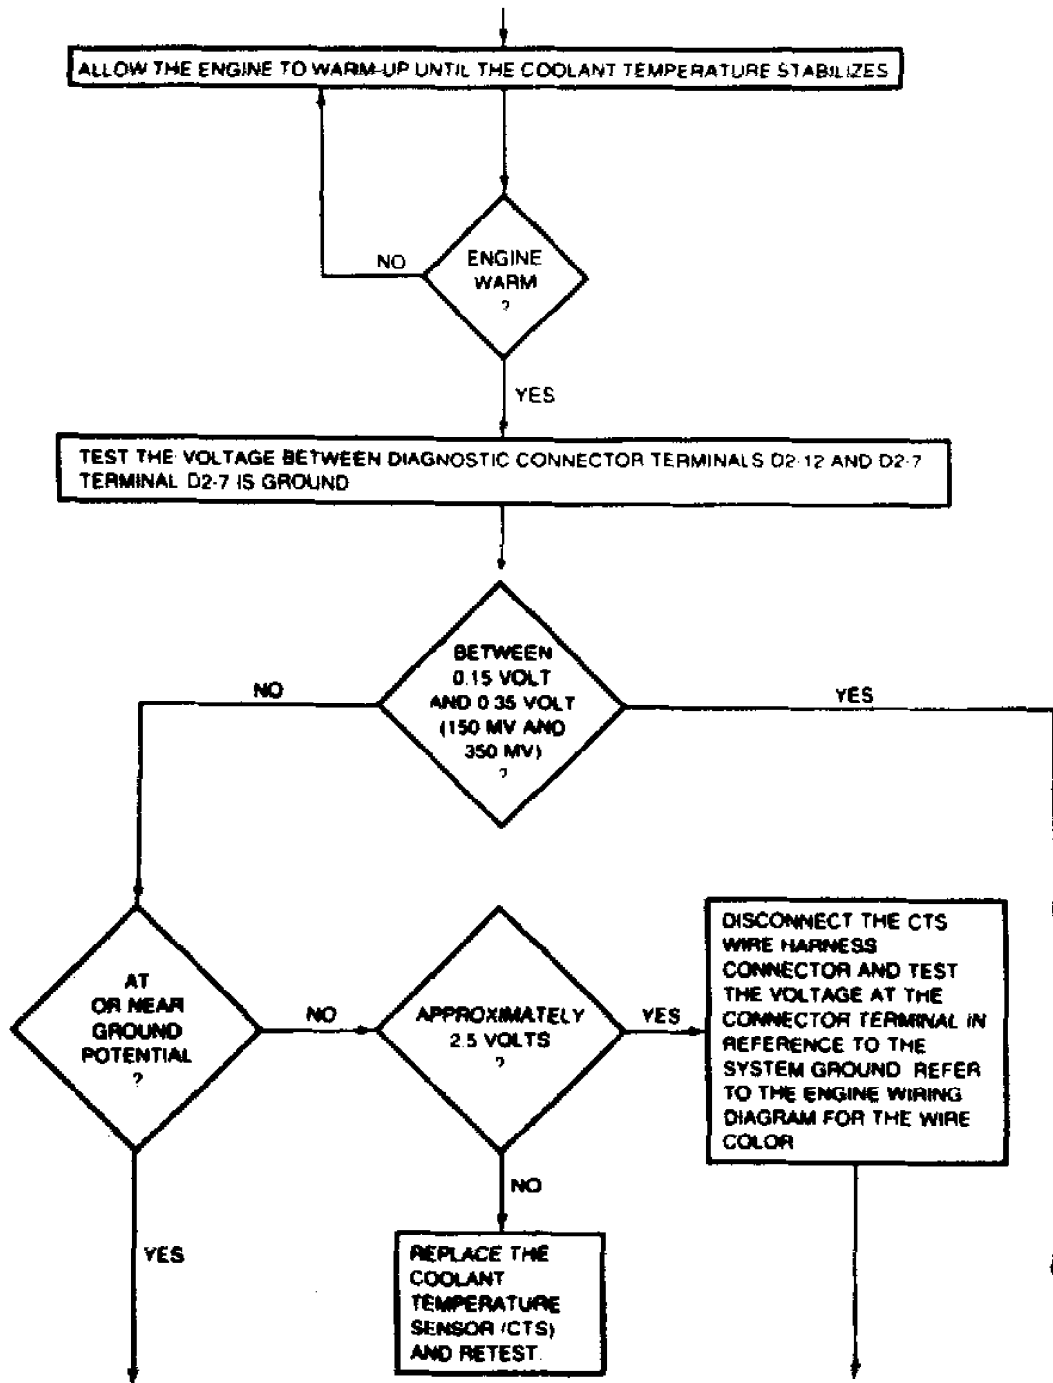 ALLOW THE ENGINE TO WARM-UP UNTIL THE COOLANT TEMPERATURE STABILIZES
NO
ENGINE
WARM
?
YES
TEST THE VOLTAGE BETWEEN DIAGNOSTIC CONNECTOR TERMINALS D2-12 AND D2-7
TERMINAL D2-7 IS GROUND
BETWEEN
0.15 VOLT
AND 0.35 VOLT
(150 MV AND
350 MV)
?
NO
YES
AT
OR NEAR
GROUND
POTENTIAL
?
NO
APPROXIMATELY
2.5 VOLTS
?
YES
DISCONNECT THE CTS
WIRE HARNESS
CONNECTOR AND TEST
THE VOLTAGE AT THE
CONNECTOR TERMINAL IN
REFERENCE TO THE
SYSTEM GROUND REFER
TO THE ENGINE WIRING
DIAGRAM FOR THE WIRE
COLOR
NO
YES
REPLACE THE
COOLANT
TEMPERATURE
SENSOR (CTS)
AND RETEST.